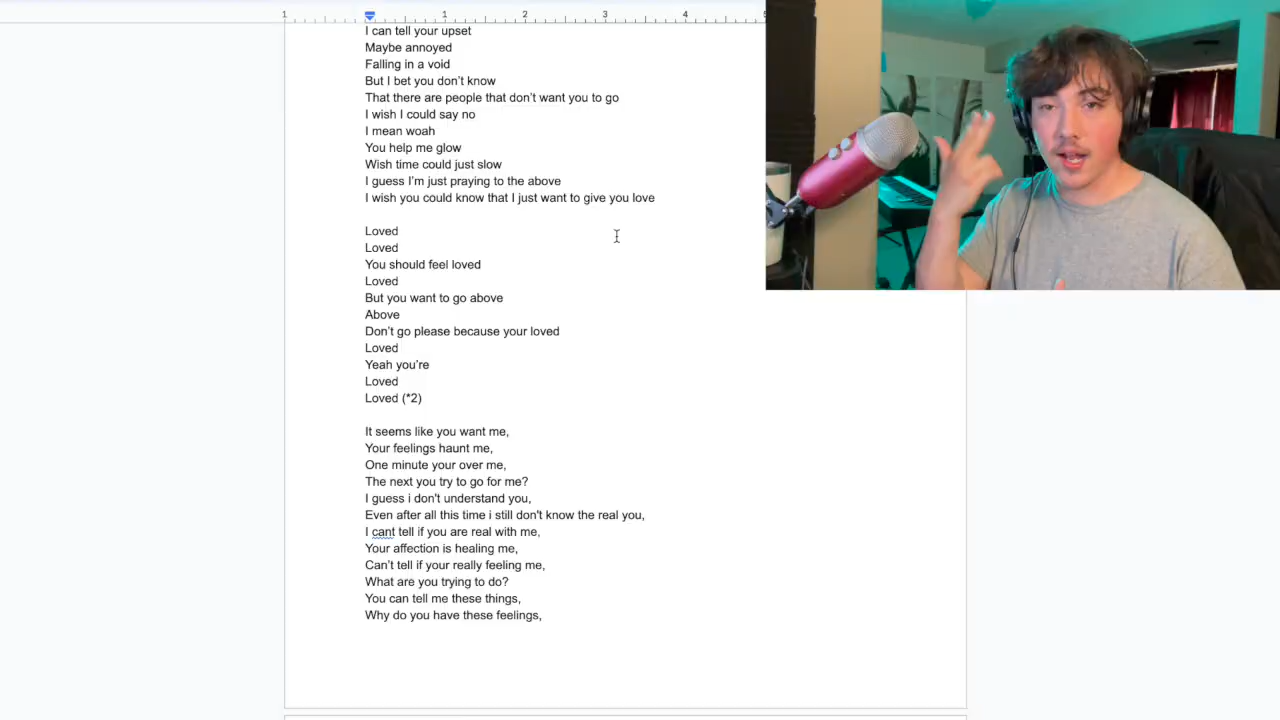 1 1 2 3 4
I can tell your upset
Maybe annoyed
Falling in a void
But I bet you don’t know
That there are people that don’t want you to go
I wish I could say no
I mean woah
You help me glow
Wish time could just slow
I guess I’m just praying to the above
I wish you could know that I just want to give you love
Loved
Loved
You should feel loved
Loved
But you want to go above
Above
Don’t go please because your loved
Loved
Yeah you’re
Loved
Loved (*2)
It seems like you want me,
Your feelings haunt me,
One minute your over me,
The next you try to go for me?
I guess i don't understand you,
Even after all this time i still don't know the real you,
I cant tell if you are real with me,
Your affection is healing me,
Can’t tell if your really feeling me,
What are you trying to do?
You can tell me these things,
Why do you have these feelings,